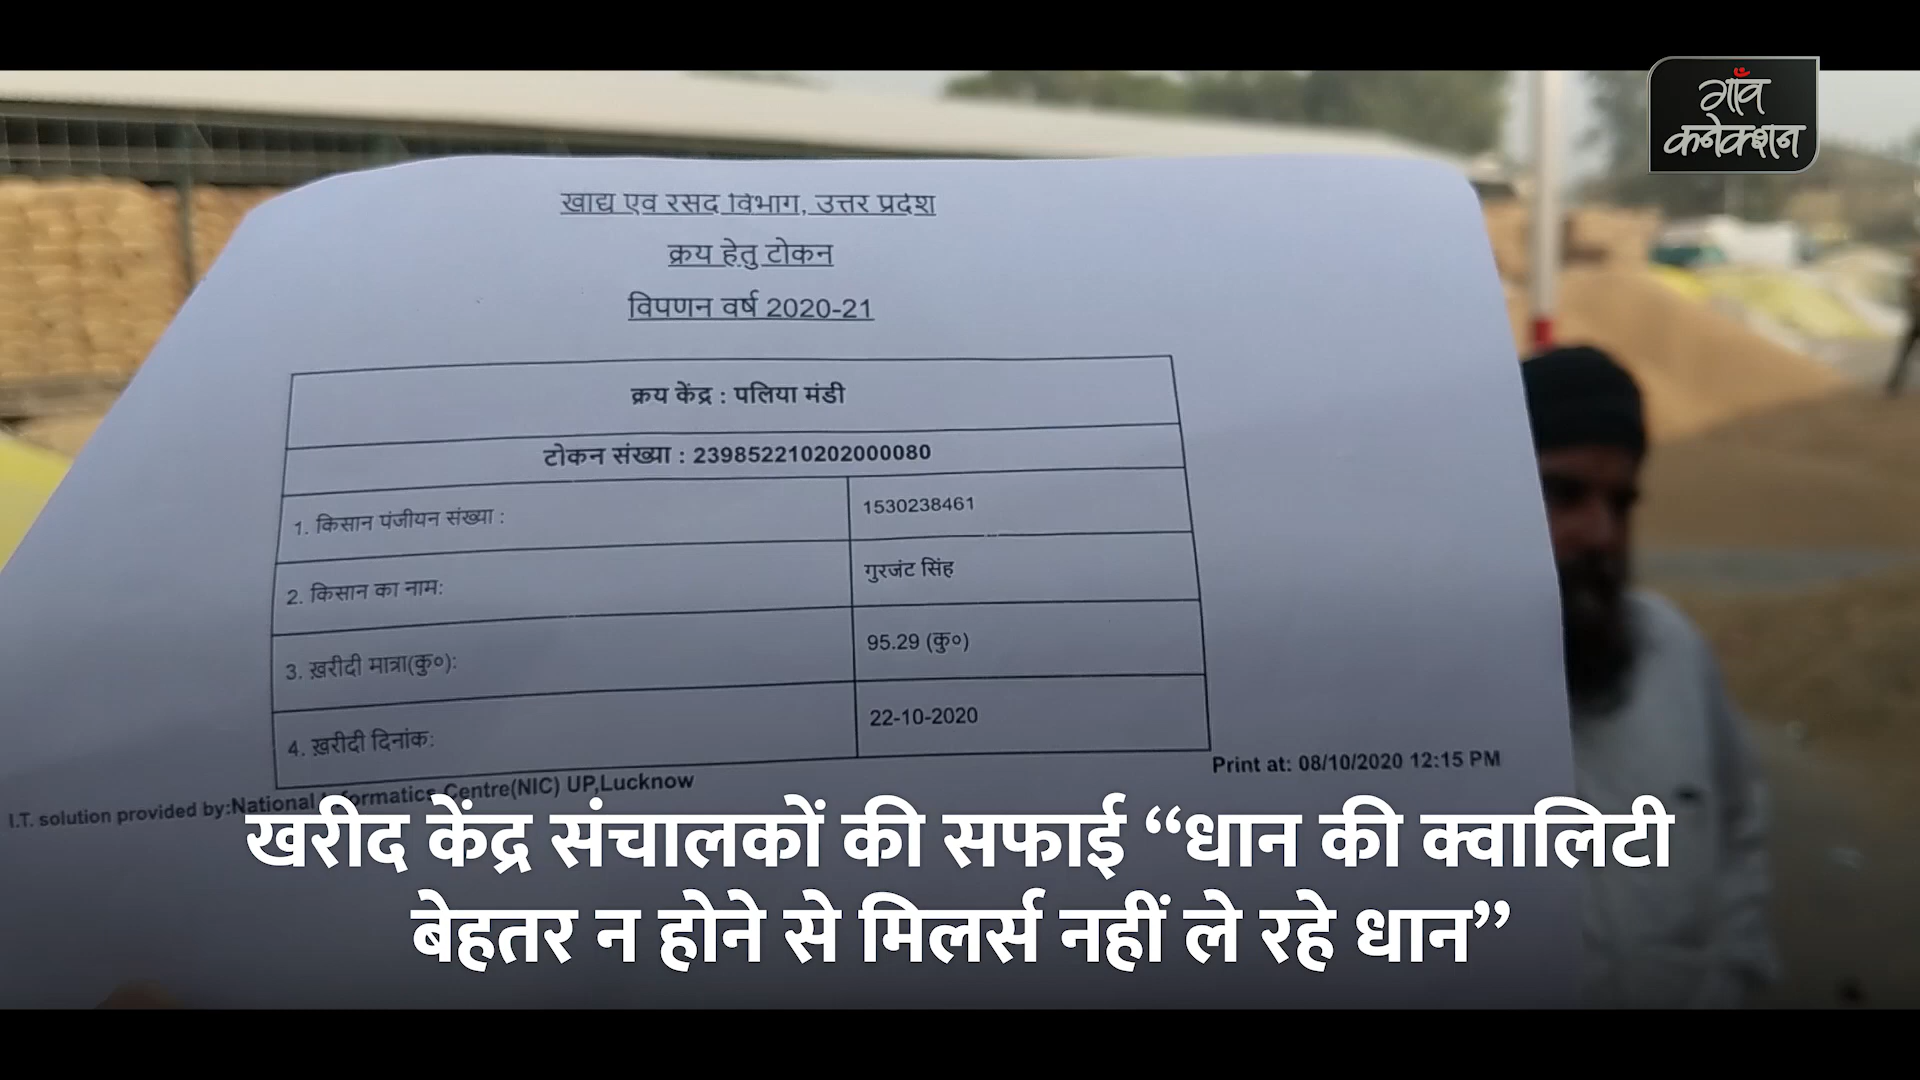 गाँव
कनेक्शन
खाद्य एवं रसद विभाग, उत्तर प्रदेश
क्रय हेतु टोकन
विपणन वर्ष 2020-21
क्रय केंद्र : पलिया मंडी
टोकन संख्या : 239852210202000080
1. किसान पंजीयन संख्या : 1530238461
2. किसान का नाम: गुरजंट सिंह
3. ख़रीदी मात्रा(कु०): 95.29 (कु०)
4. ख़रीदी दिनांक: 22-10-2020
Print at: 08/10/2020 12:15 PM
I.T. solution provided by:National Informatics Centre(NIC) UP,Lucknow
खरीद केंद्र संचालकों की सफाई “धान की क्वालिटी
बेहतर न होने से मिलर्स नहीं ले रहे धान”